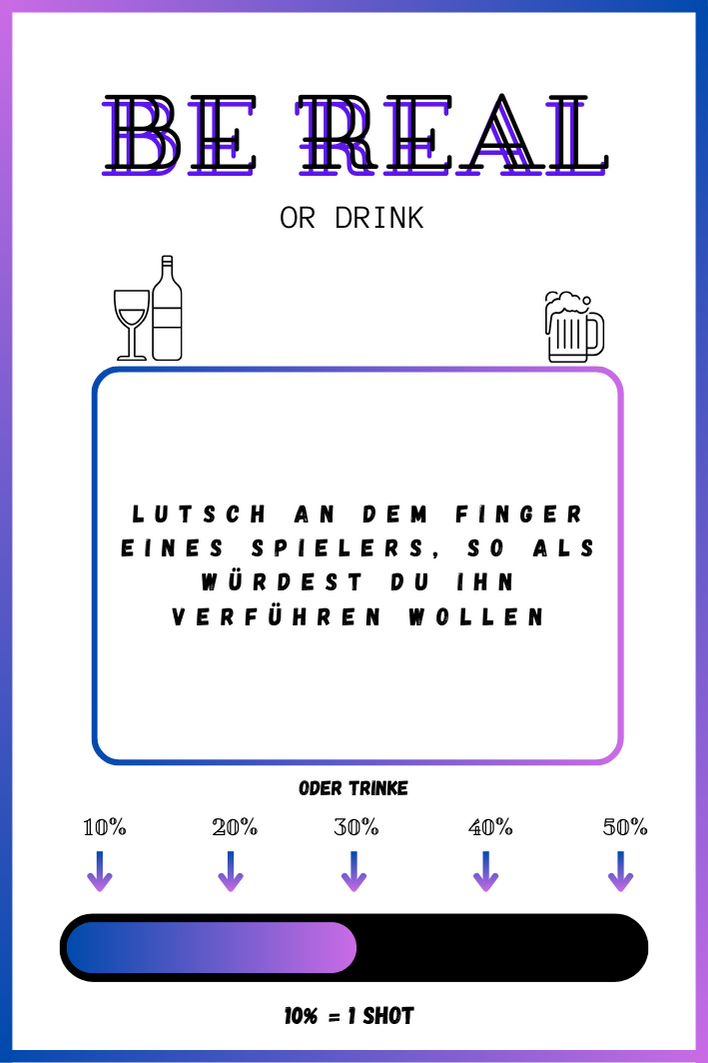 BE REAL
OR DRINK
LUTSCH AN DEM FINGER
EINES SPIELERS, SO ALS
WÜRDEST DU IHN
VERFÜHREN WOLLEN
ODER TRINKE
10% 20% 30% 40% 50%
10% = 1 SHOT